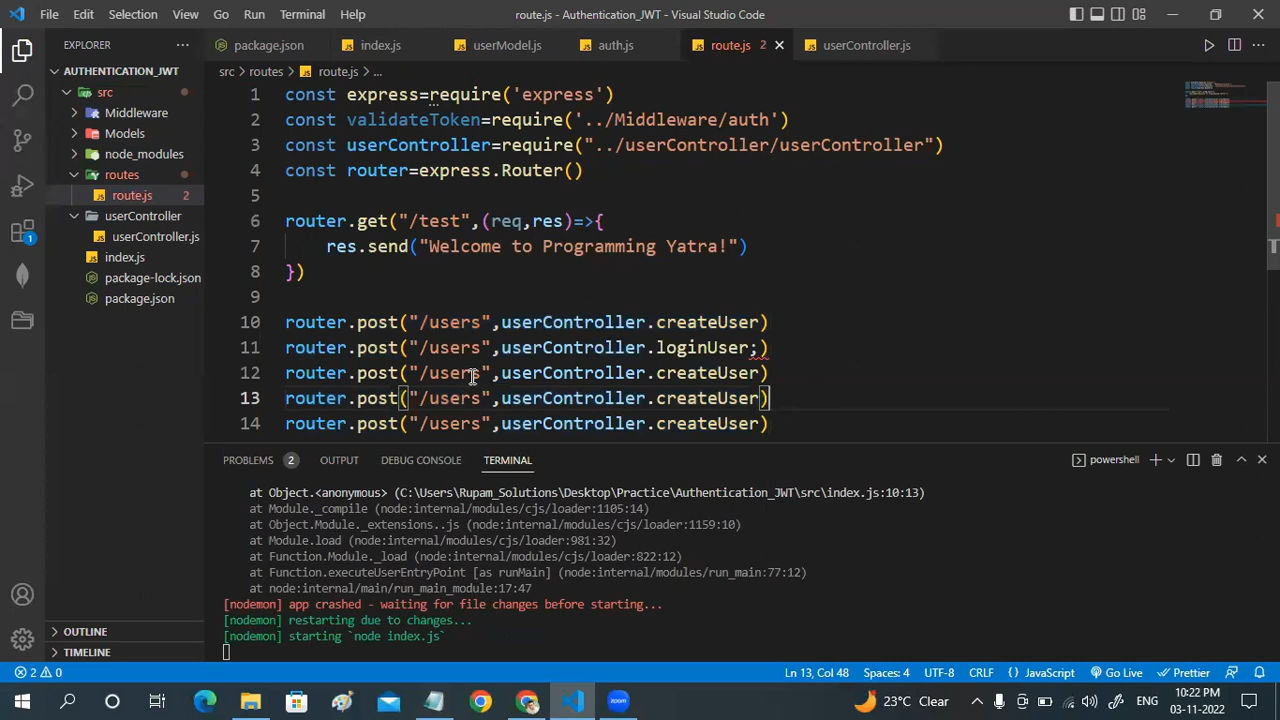 File Edit Selection View Go Run Terminal Help route.js - Authentication_JWT - Visual Studio Code
EXPLORER ... package.json index.js userModel.js auth.js route.js 2 userController.js
AUTHENTICATION_JWT
src
Middleware
Models
node_modules
routes
route.js 2
userController
userController.js
index.js
package-lock.json
package.json
OUTLINE
TIMELINE
1
src > routes > route.js > ...
1 const express=require('express')
2 const validateToken=require('../Middleware/auth')
3 const userController=require("../userController/userController")
4 const router=express.Router()
5
6 router.get("/test",(req,res)=>{
7 res.send("Welcome to Programming Yatra!")
8 })
9
10 router.post("/users",userController.createUser)
11 router.post("/users",userController.loginUser;)
12 router.post("/users",userController.createUser)
13 router.post("/users",userController.createUser)
14 router.post("/users",userController.createUser)
PROBLEMS 2 OUTPUT DEBUG CONSOLE TERMINAL powershell
at Object.<anonymous> (C:\Users\Rupam_Solutions\Desktop\Practice\Authentication_JWT\src\index.js:10:13)
at Module._compile (node:internal/modules/cjs/loader:1105:14)
at Object.Module._extensions..js (node:internal/modules/cjs/loader:1159:10)
at Module.load (node:internal/modules/cjs/loader:981:32)
at Function.Module._load (node:internal/modules/cjs/loader:822:12)
at Function.executeUserEntryPoint [as runMain] (node:internal/modules/run_main:77:12)
at node:internal/main/run_main_module:17:47
[nodemon] app crashed - waiting for file changes before starting...
[nodemon] restarting due to changes...
[nodemon] starting `node index.js`
2 0 Ln 13, Col 48 Spaces: 4 UTF-8 CRLF {} JavaScript Go Live Prettier
zoom 23°C Clear ENG 10:22 PM
03-11-2022